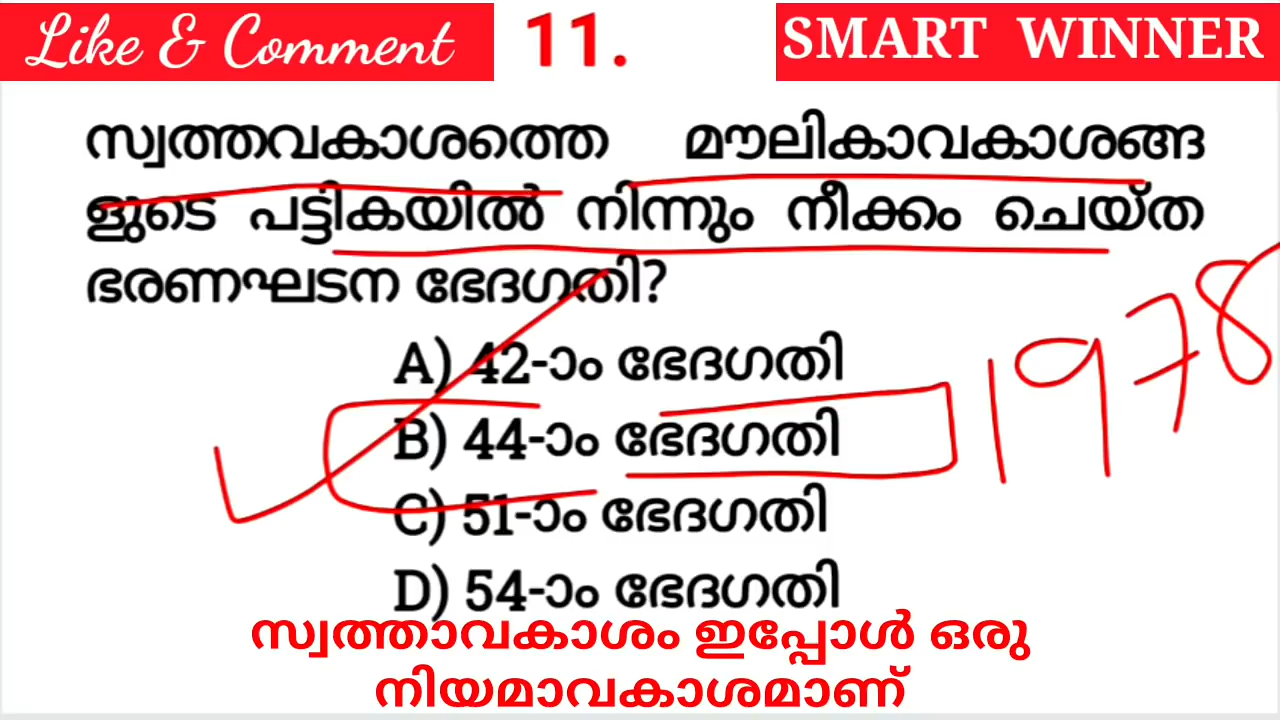 Like & Comment 11. SMART WINNER
സ്വത്തവകാശത്തെ മൗലികാവകാശങ്ങ
ളുടെ പട്ടികയിൽ നിന്നും നീക്കം ചെയ്ത
ഭരണഘടന ഭേദഗതി?
A) 42-ാം ഭേദഗതി
B) 44-ാം ഭേദഗതി
1978
C) 51-ാം ഭേദഗതി
D) 54-ാം ഭേദഗതി
സ്വത്താവകാശം ഇപ്പോൾ ഒരു
നിയമാവകാശമാണ്